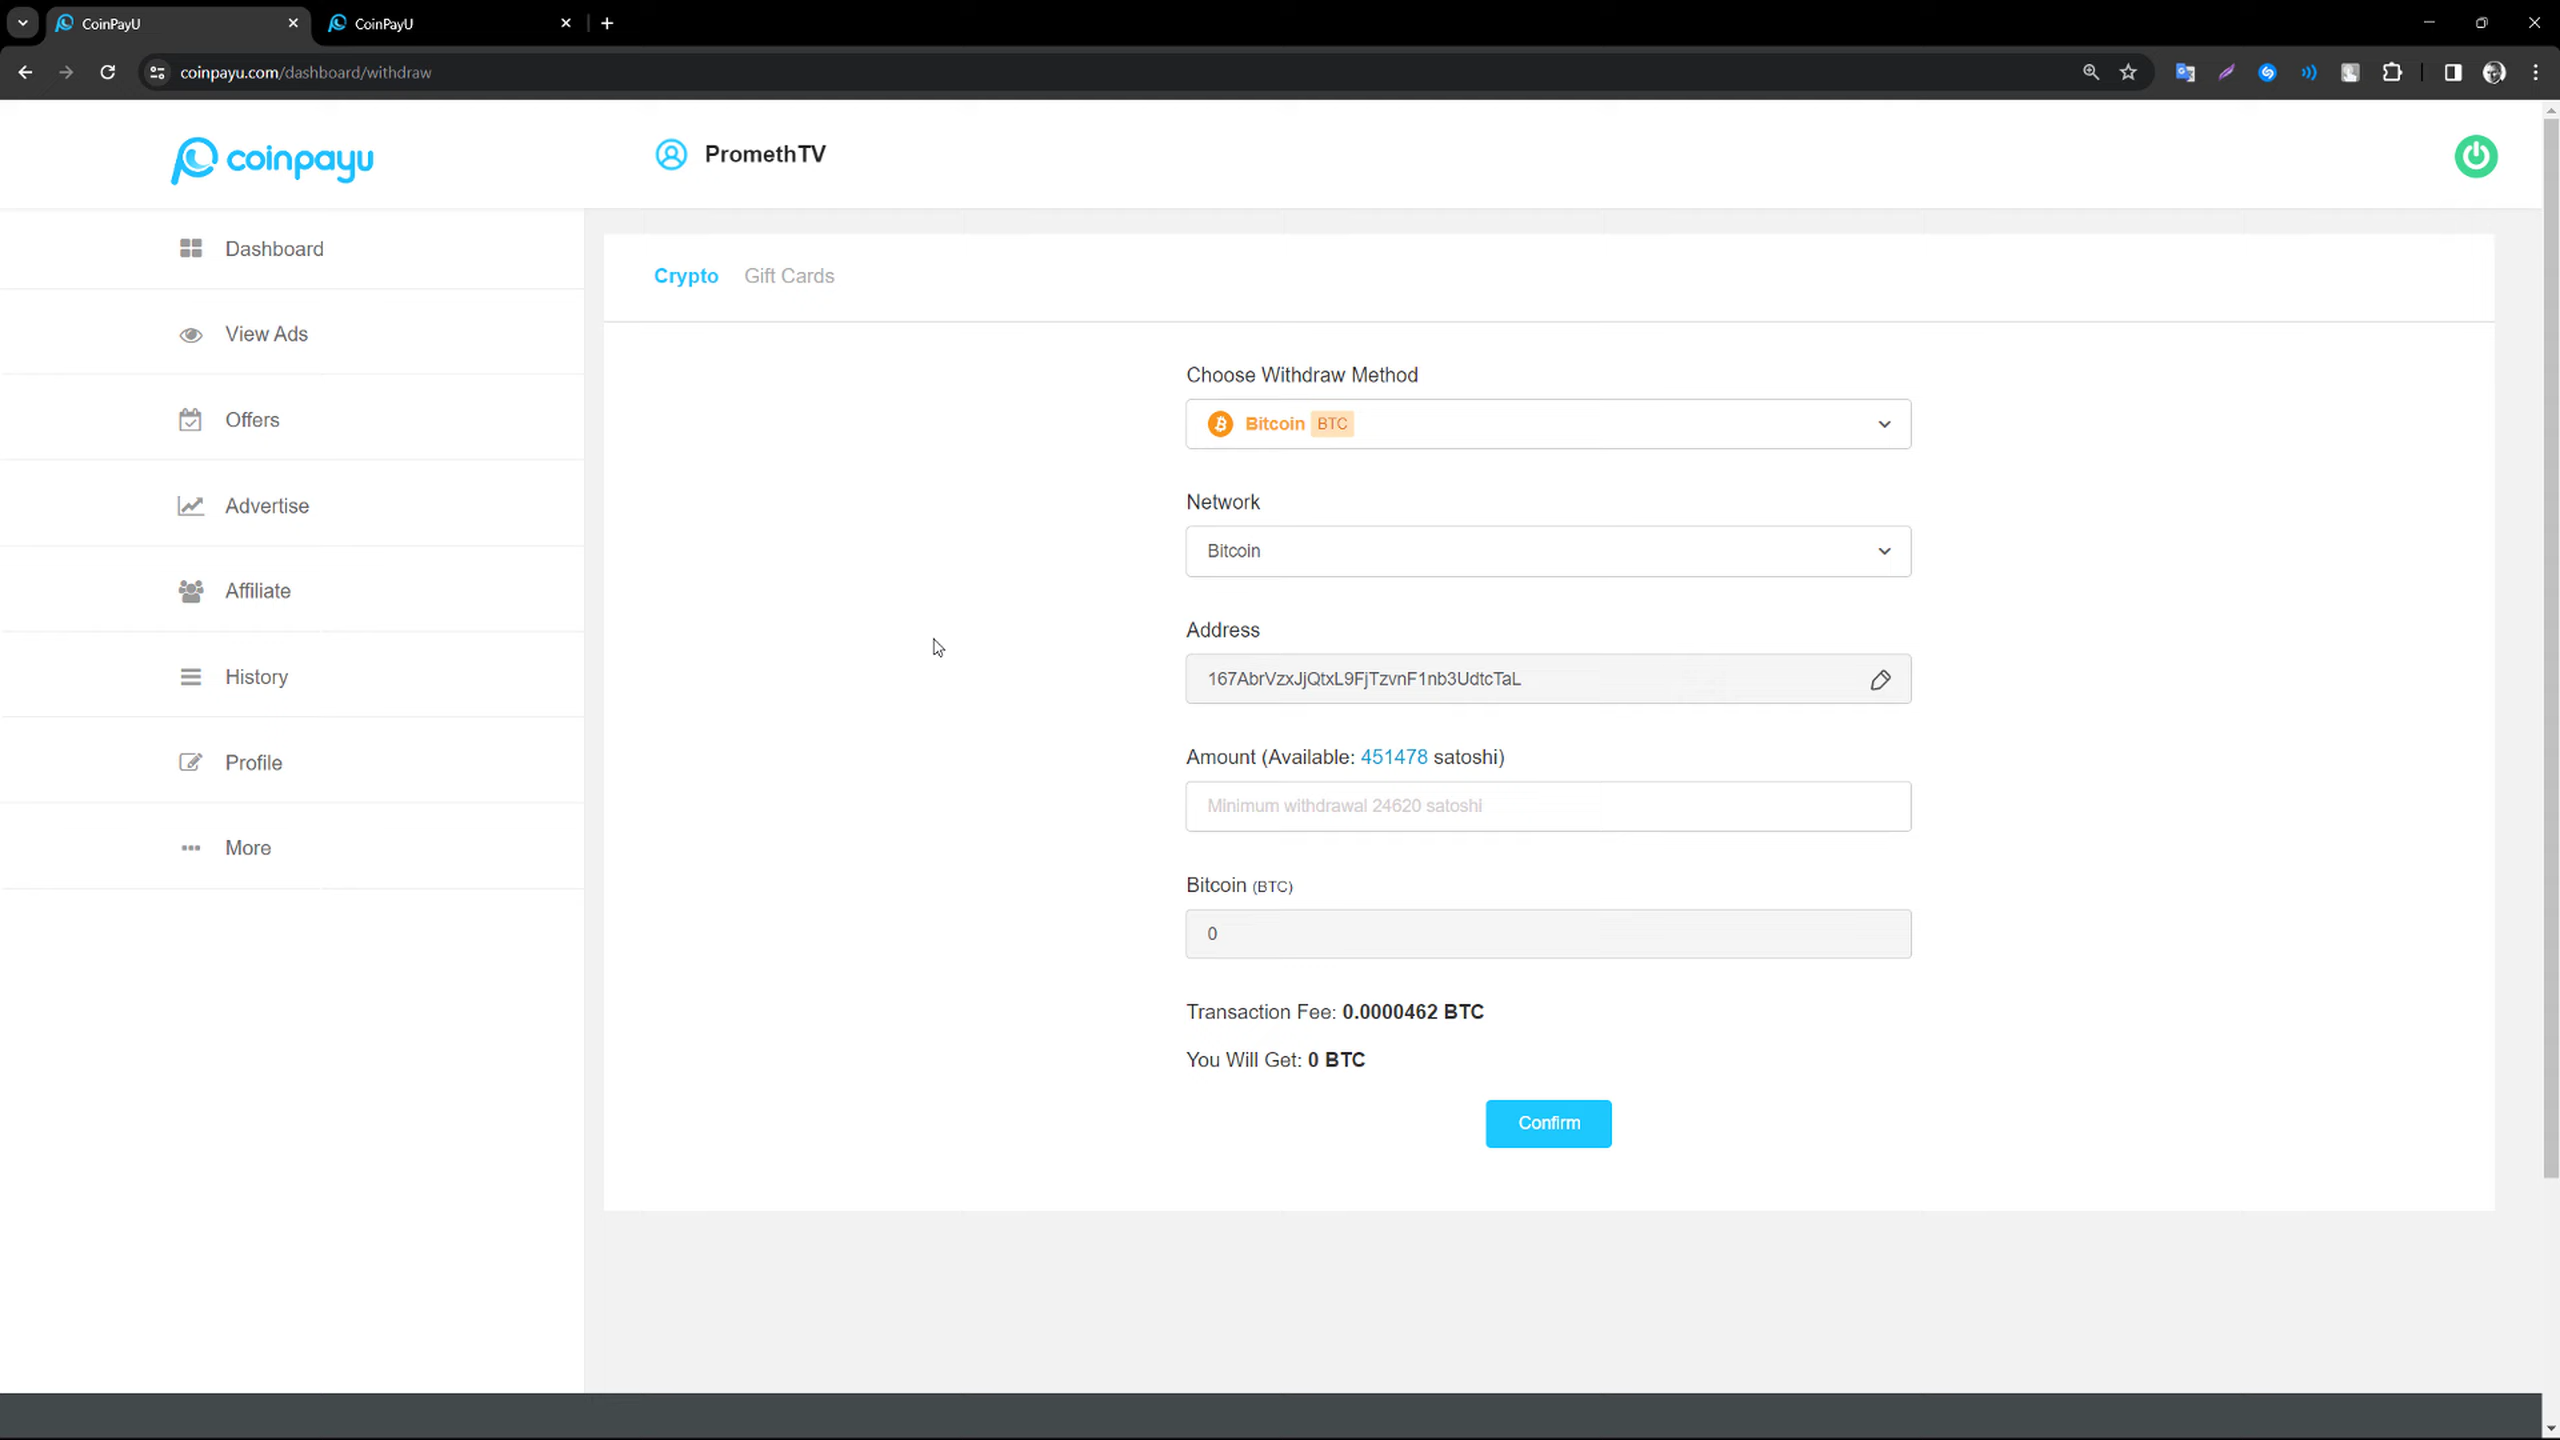 CoinPayU
CoinPayU
coinpayu.com/dashboard/withdraw
coinpayu
PromethTV
Dashboard
View Ads
Offers
Advertise
Affiliate
History
Profile
More
Crypto Gift Cards
Choose Withdraw Method
Bitcoin BTC
Network
Bitcoin
Address
167AbrVzxJjQtxL9FjTzvnF1nb3UdtcTaL
Amount (Available: 451478 satoshi)
Minimum withdrawal 24620 satoshi
Bitcoin (BTC)
0
Transaction Fee: 0.0000462 BTC
You Will Get: 0 BTC
Confirm